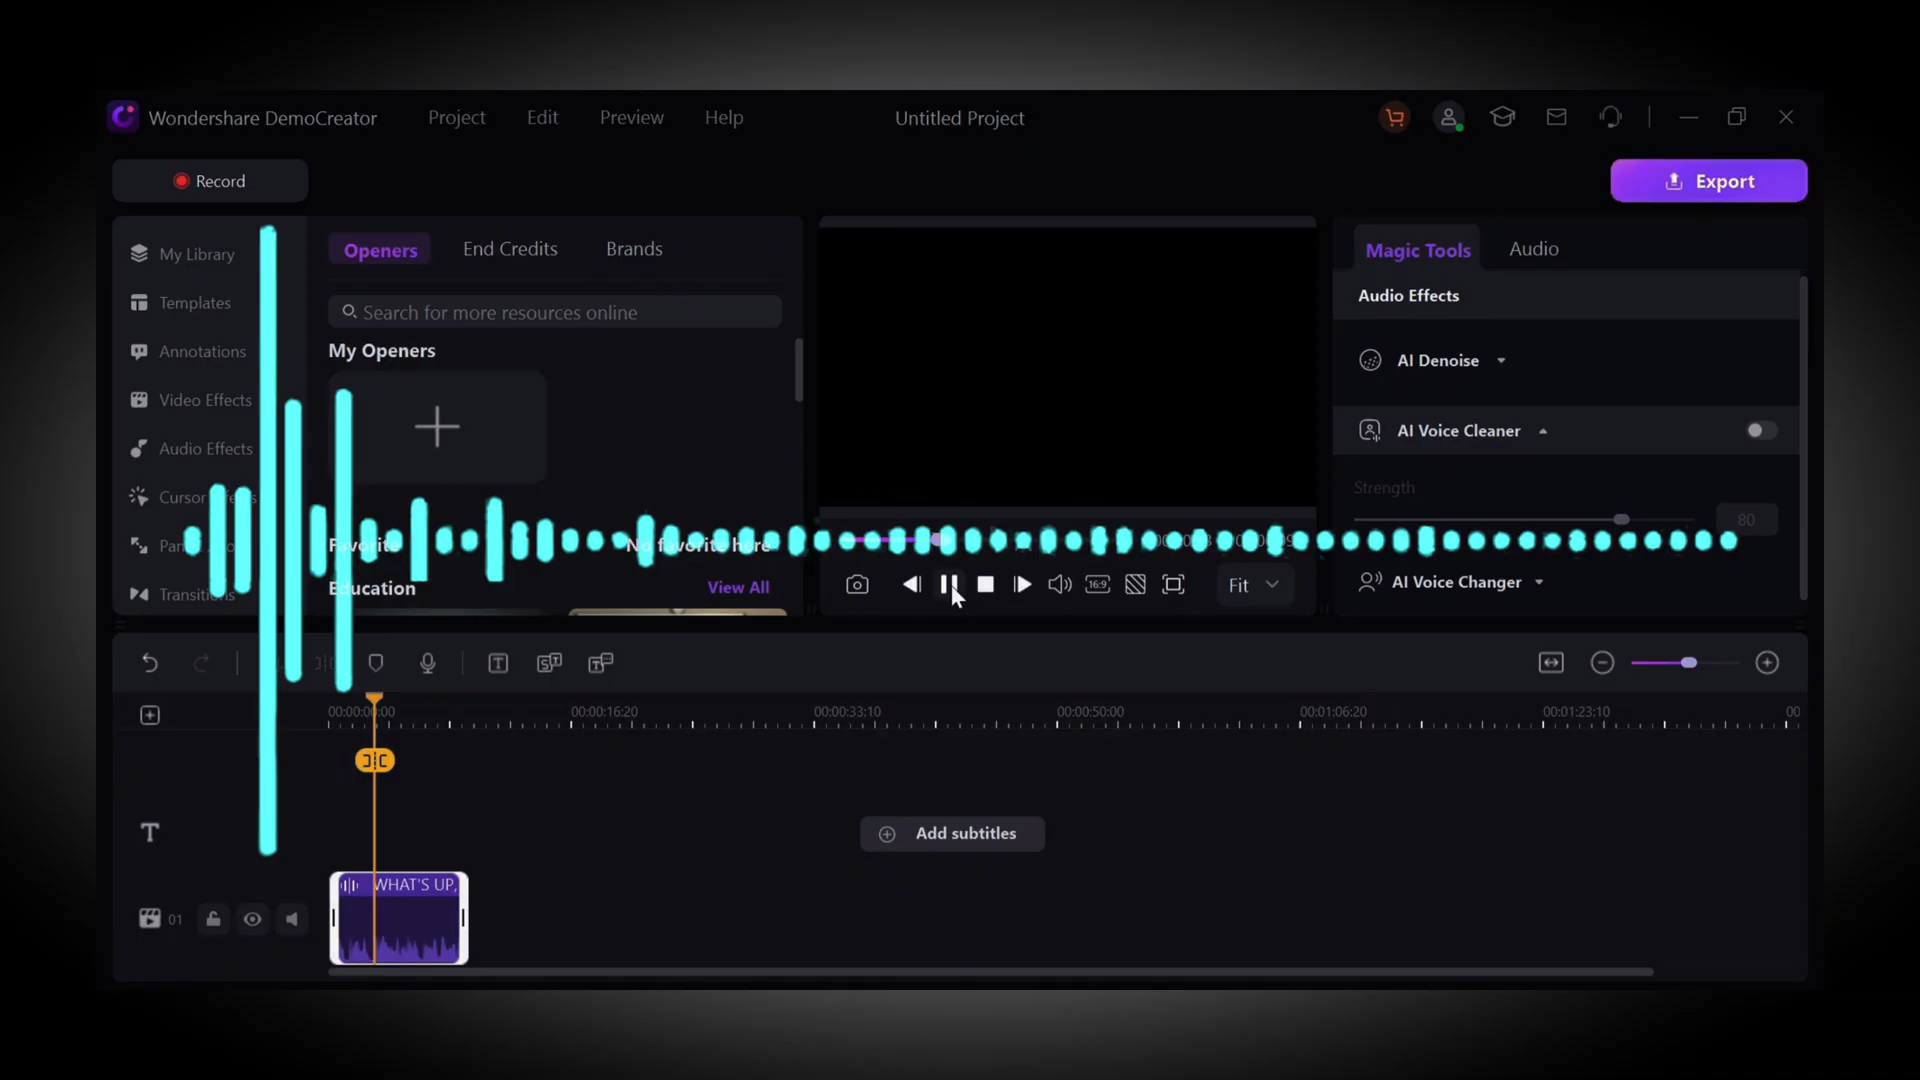 Wondershare DemoCreator
Project
Edit
Preview
Help
Untitled Project
Record
Export
My Library
Templates
Annotations
Video Effects
Audio Effects
Cursor
Openers
End Credits
Brands
Search for more resources online
My Openers
Favorite
No favorite here
Education
View All
16:9
Fit
Magic Tools
Audio
Audio Effects
AI Denoise
AI Voice Cleaner
Strength
80
AI Voice Changer
00:00:00:00
00:00:16:20
00:00:33:10
00:00:50:00
00:01:06:20
00:01:23:10
00
Add subtitles
01
WHAT'S UP,